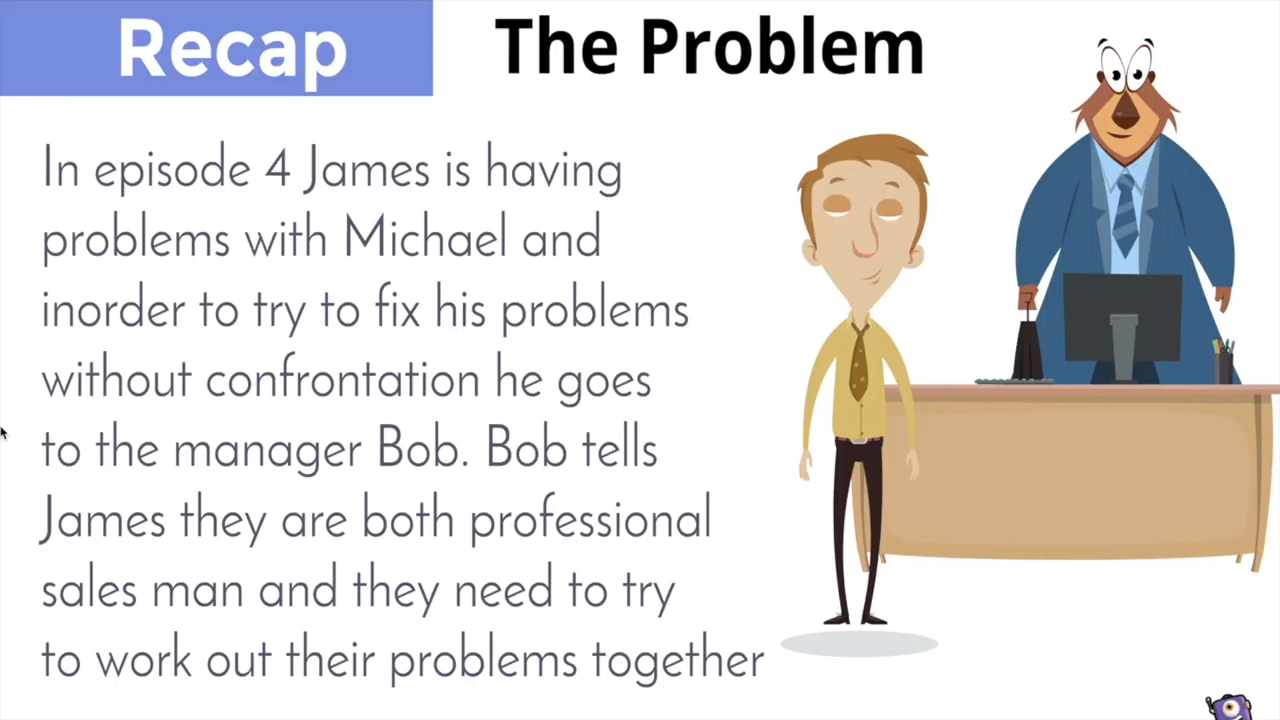 Recap
The Problem
In episode 4 James is having
problems with Michael and
inorder to try to fix his problems
without confrontation he goes
to the manager Bob. Bob tells
James they are both professional
sales man and they need to try
to work out their problems together